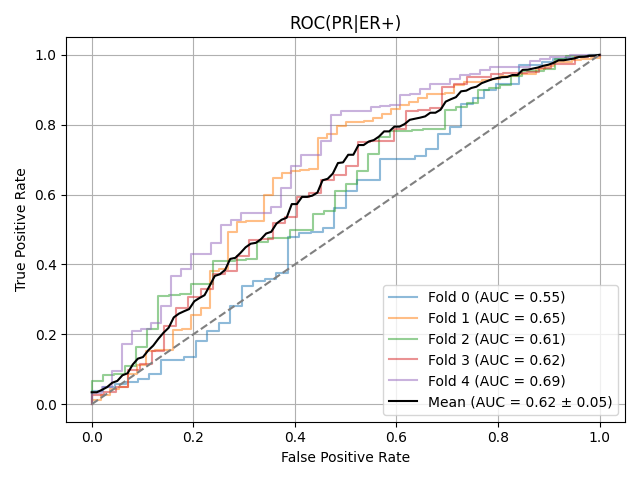 ROC(PR|ER+)
True Positive Rate
1.0
0.8
0.6
0.4
0.2
0.0
Fold 0 (AUC = 0.55)
Fold 1 (AUC = 0.65)
Fold 2 (AUC = 0.61)
Fold 3 (AUC = 0.62)
Fold 4 (AUC = 0.69)
Mean (AUC = 0.62 ± 0.05)
0.0 0.2 0.4 0.6 0.8 1.0
False Positive Rate